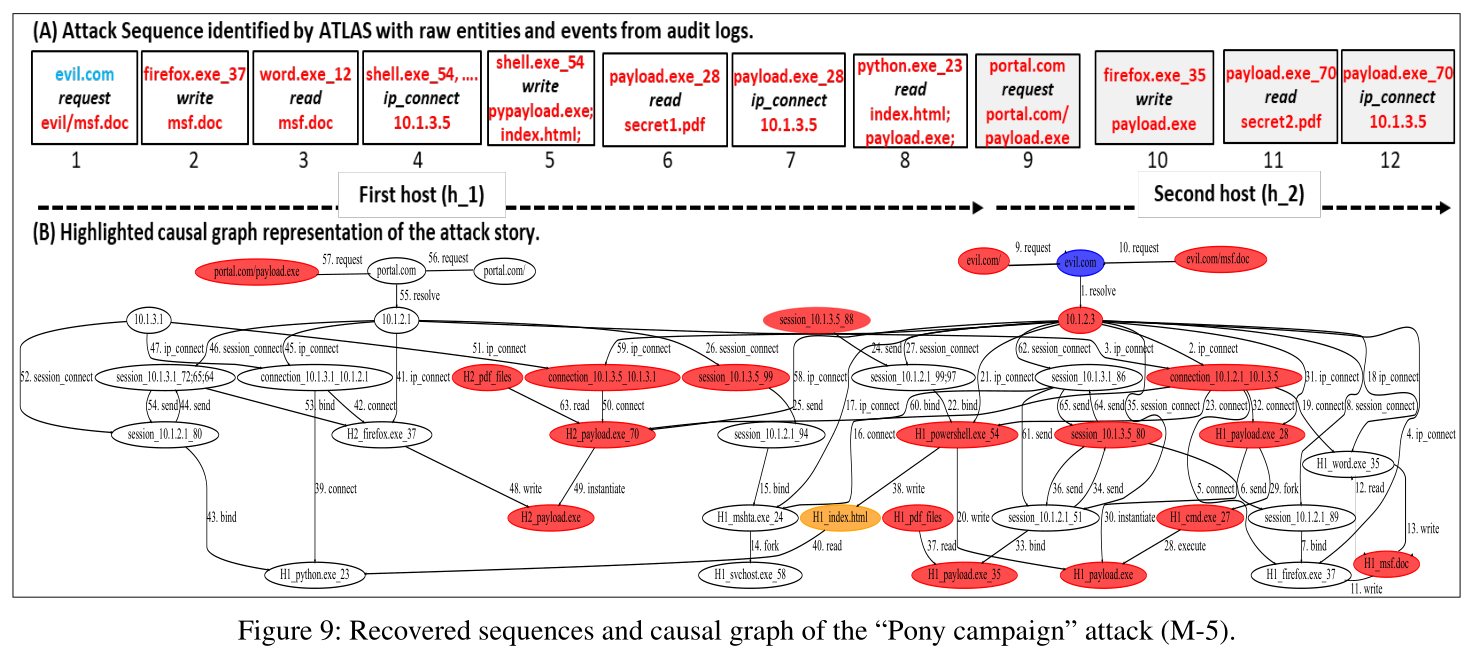 (A) Attack Sequence identified by ATLAS with raw entities and events from audit logs.
evil.com
request
evil/msf.doc
firefox.exe_37
write
msf.doc
word.exe_12
read
msf.doc
shell.exe_54, ....
ip_connect
10.1.3.5
shell.exe_54
write
pypayload.exe;
index.html;
payload.exe_28
read
secret1.pdf
payload.exe_28
ip_connect
10.1.3.5
python.exe_23
read
index.html;
payload.exe;
portal.com
request
portal.com/
payload.exe
firefox.exe_35
write
payload.exe
payload.exe_70
read
secret2.pdf
payload.exe_70
ip_connect
10.1.3.5
1 2 3 4 5 6 7 8 9 10 11 12
First host (h_1) Second host (h_2)
(B) Highlighted causal graph representation of the attack story.
9. request 10. request
57. request 56. request
portal.com/payload.exe portal.com portal.com/ evil.com/ evil.com evil.com/msf.doc
55. resolve 1. resolve
10.1.3.1 10.1.2.1 session_10.1.3.5_88 10.1.2.3
47. ip_connect 46. session_connect 45. ip_connect 51. ip_connect 59. ip_connect 26. session_connect 24. send 27. session_connect 62. session_connect 3. ip_connect 2. ip_connect
52. session_connect 41. ip_connect 58. ip_connect 21. ip_connect 31. ip_connect 18 ip_connect
session_10.1.3.1_72;65;64 connection_10.1.3.1_10.1.2.1 H2_pdf_files connection_10.1.3.5_10.1.3.1 session_10.1.3.5_99 session_10.1.2.1_99;97 session_10.1.3.1_86 connection_10.1.2.1_10.1.3.5
54. send 44. send 53. bind 42. connect 63. read 50. connect 25. send 17. ip_connect 60. bind 22. bind 65. send 64. send 35. session_connect 23. connect 32. connect 19. connect 8. session_connect
session_10.1.2.1_80 H2_firefox.exe_37 H2_payload.exe_70 session_10.1.2.1_94 16. connect H1_powershell.exe_54 61. send session_10.1.3.5_80 H1_payload.exe_28 4. ip_connect
H1_word.exe_35
39. connect 48. write 49. instantiate 15. bind 38. write 36. send 34. send 5. connect 6. send 29. fork 12. read
43. bind H2_payload.exe H1_mshta.exe_24 H1_index.html H1_pdf_files 20. write session_10.1.2.1_51 30. instantiate H1_cmd.exe_27 session_10.1.2.1_89 13. write
14. fork 40. read 37. read 33. bind 28. execute 7. bind
H1_python.exe_23 H1_svchost.exe_58 H1_payload.exe_35 H1_payload.exe H1_firefox.exe_37 H1_msf.doc
11. write
Figure 9: Recovered sequences and causal graph of the “Pony campaign” attack (M-5).